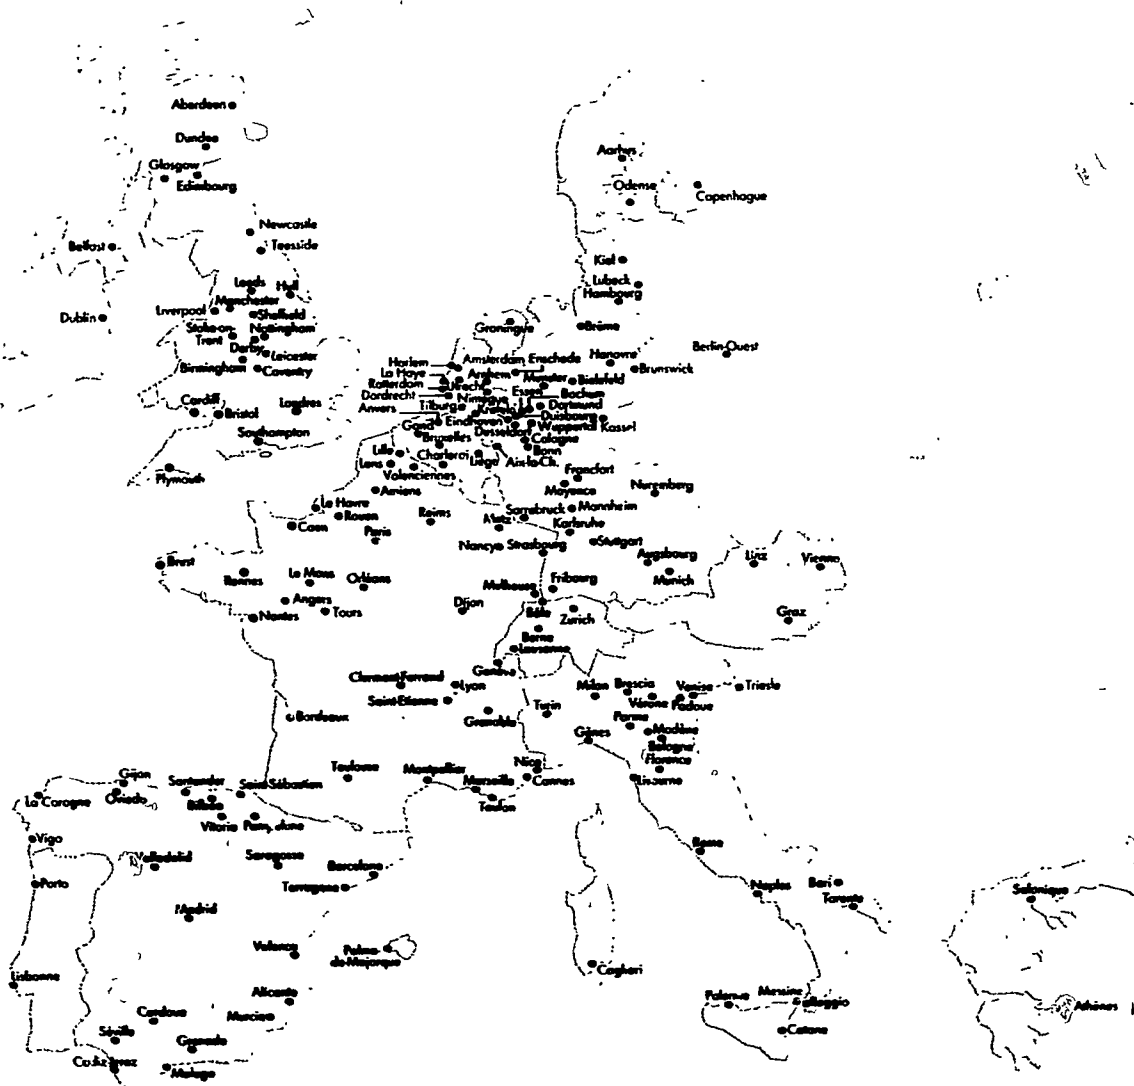 Aberdeen
Dundee
Glasgow
Edimbourg
Aarhus
Odense
Copenhague
Newcastle
Belfast
Teesside
Kiel
Leeds
Hull
Lubeck
Manchester
Hambourg
Liverpool
Dublin
Sheffield
Stoke-on-
Nottingham
Groningue
Brême
Trent
Derby
Leicester
Berlin-Ouest
Birmingham
Coventry
Harlem
Amsterdam
Enschede
Hanovre
La Haye
Arnhem
Brunswick
Rotterdam
Utrecht
Munster
Bielefeld
Dordrecht
Nimègue
Essen
Bochum
Anvers
Tilburg
Krefeld
Dortmund
Cardiff
Bristol
Londres
Duisbourg
Gand
Eindhoven
Wuppertal
Kassel
Southampton
Bruxelles
Dusseldorf
Cologne
Lille
Charleroi
Bonn
Lens
Liège
Aix-la-Ch.
Plymouth
Valenciennes
Francfort
Amiens
Mayence
Nuremberg
Le Havre
Rouen
Reims
Sarrebruck
Mannheim
Caen
Metz
Karlsruhe
Paris
Nancy
Strasbourg
Stuttgart
Augsbourg
Linz
Vienne
Brest
Rennes
Le Mans
Orléans
Mulhouse
Fribourg
Munich
Angers
Tours
Dijon
Bâle
Zurich
Graz
Nantes
Berne
Lausanne
Genève
Clermont-Ferrand
Lyon
Milan
Brescia
Venise
Trieste
Saint-Etienne
Vérone
Padoue
Bordeaux
Grenoble
Turin
Parme
Gênes
Modène
Bologne
Florence
Gijon
Santander
Saint-Sébastien
Toulouse
Montpellier
Marseille
Nice
Cannes
Livourne
La Corogne
Oviedo
Bilbao
Toulon
Vitoria
Vigo
Valladolid
Saragosse
Barcelone
Rome
Porto
Tarragone
Naples
Bari
Salonique
Tarente
Madrid
Valence
Palma-
de-Majorque
Lisbonne
Cagliari
Alicante
Palerme
Messine
Reggio
Athènes
Cordoue
Murcie
Catane
Séville
Grenade
Cadiz
Malaga